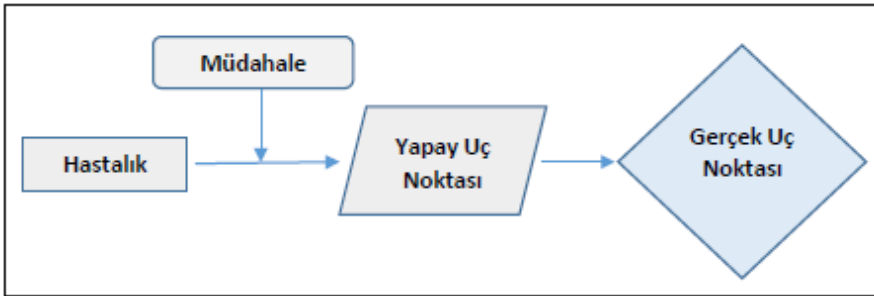 Müdahale
Hastalık
Yapay Uç
Noktası
Gerçek Uç
Noktası